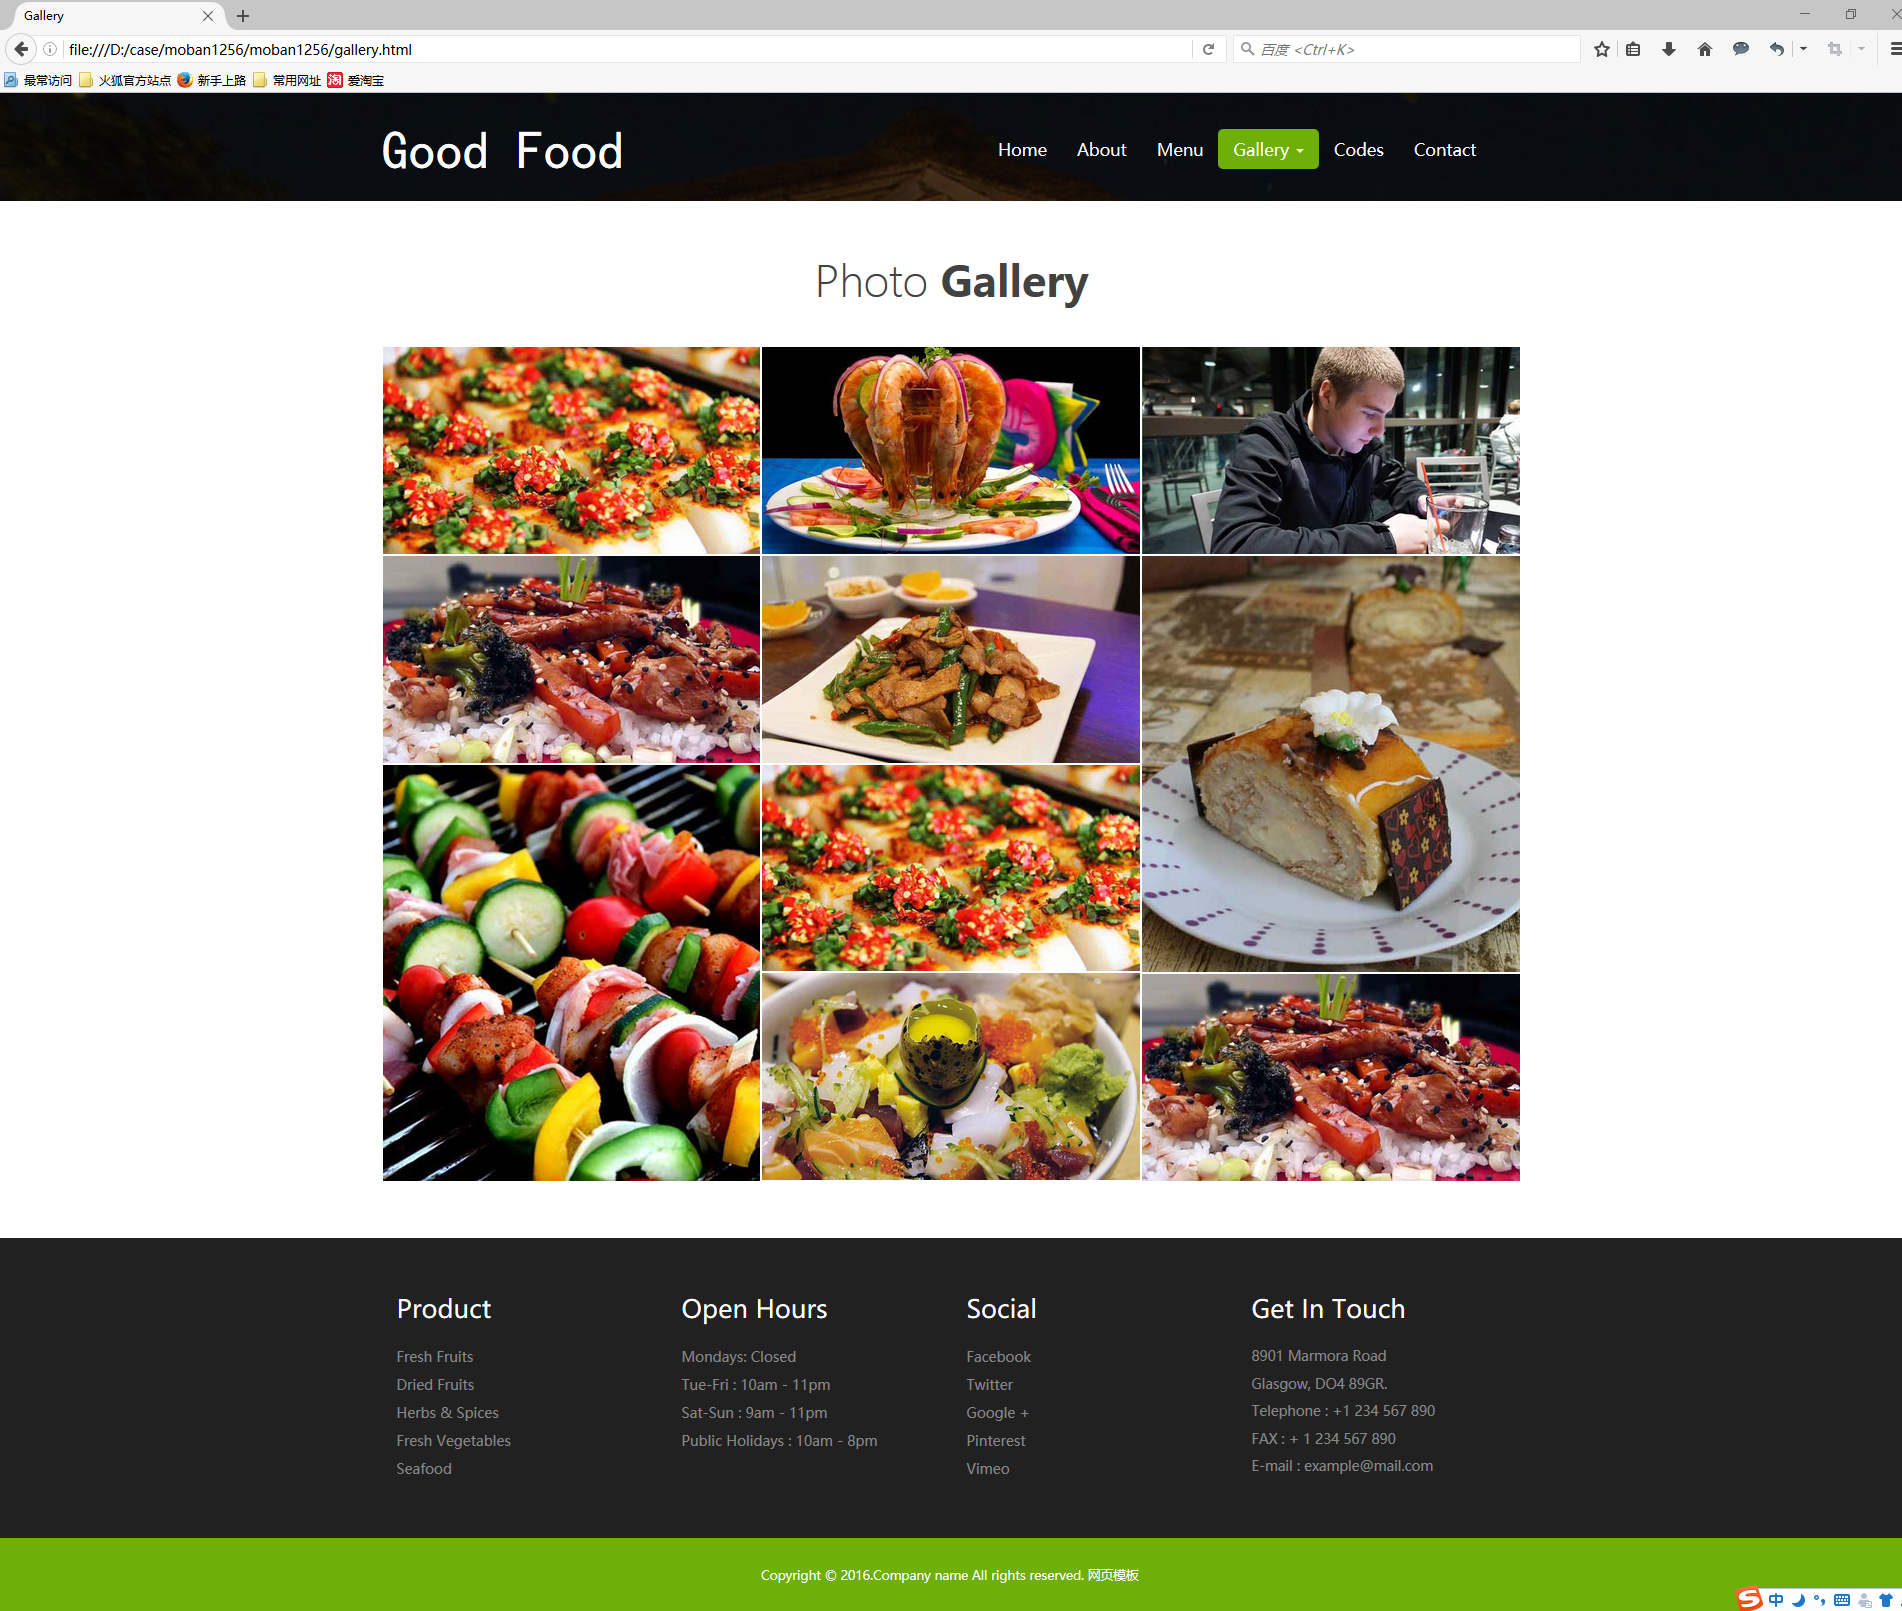 Gallery
file:///D:/case/moban1256/moban1256/gallery.html
百度 <Ctrl+K>
最常访问 火狐官方站点 新手上路 常用网址 淘 爱淘宝
Good Food
Home About Menu Gallery Codes Contact
Photo Gallery
Product
Fresh Fruits
Dried Fruits
Herbs & Spices
Fresh Vegetables
Seafood
Open Hours
Mondays: Closed
Tue-Fri : 10am - 11pm
Sat-Sun : 9am - 11pm
Public Holidays : 10am - 8pm
Social
Facebook
Twitter
Google +
Pinterest
Vimeo
Get In Touch
8901 Marmora Road
Glasgow, DO4 89GR.
Telephone : +1 234 567 890
FAX : + 1 234 567 890
E-mail : example@mail.com
Copyright © 2016.Company name All rights reserved. 网页模板
S 中